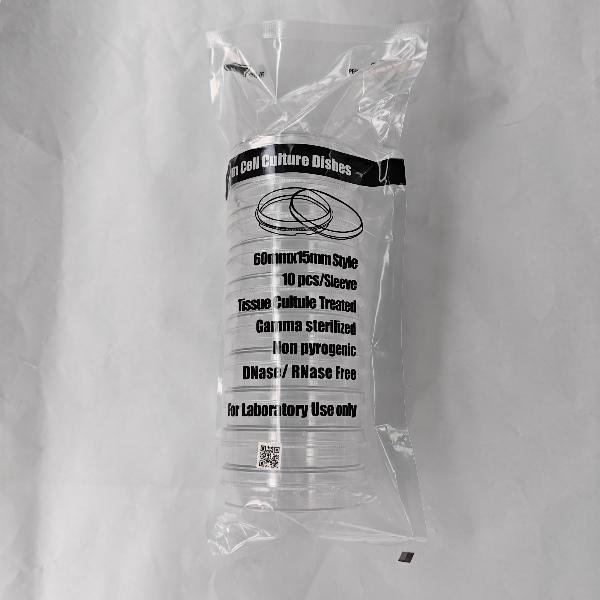 Cell Culture Dishes
60mmx15mm Style
10 pcs/Sleeve
Tissue Cultule Treated
Gamma sterilized
Non pyrogenic
DNase/ RNase Free
For Laboratory Use only